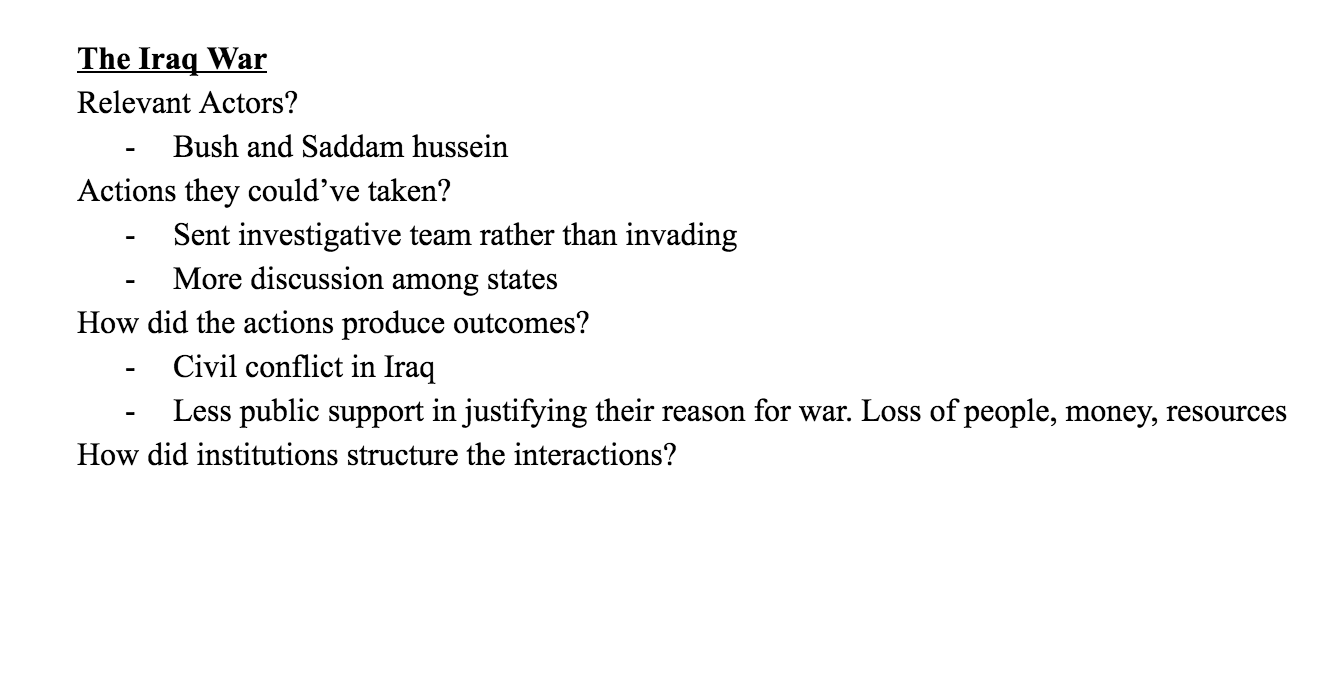 The Iraq War
Relevant Actors?
- Bush and Saddam hussein
Actions they could’ve taken?
- Sent investigative team rather than invading
- More discussion among states
How did the actions produce outcomes?
- Civil conflict in Iraq
- Less public support in justifying their reason for war. Loss of people, money, resources
How did institutions structure the interactions?